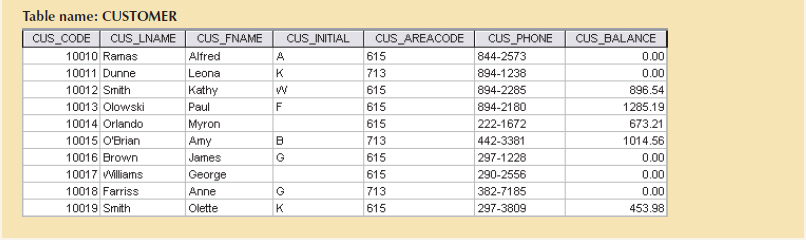 Table name: CUSTOMER
CUS_CODE CUS_LNAME CUS_FNAME CUS_INITIAL CUS_AREACODE CUS_PHONE CUS_BALANCE
10010 Ramas Alfred A 615 844-2573 0.00
10011 Dunne Leona K 713 894-1238 0.00
10012 Smith Kathy W 615 894-2285 896.54
10013 Olowski Paul F 615 894-2180 1285.19
10014 Orlando Myron 615 222-1672 673.21
10015 O'Brian Amy B 713 442-3381 1014.56
10016 Brown James G 615 297-1228 0.00
10017 Williams George 615 290-2556 0.00
10018 Farriss Anne G 713 382-7185 0.00
10019 Smith Olette K 615 297-3809 453.98